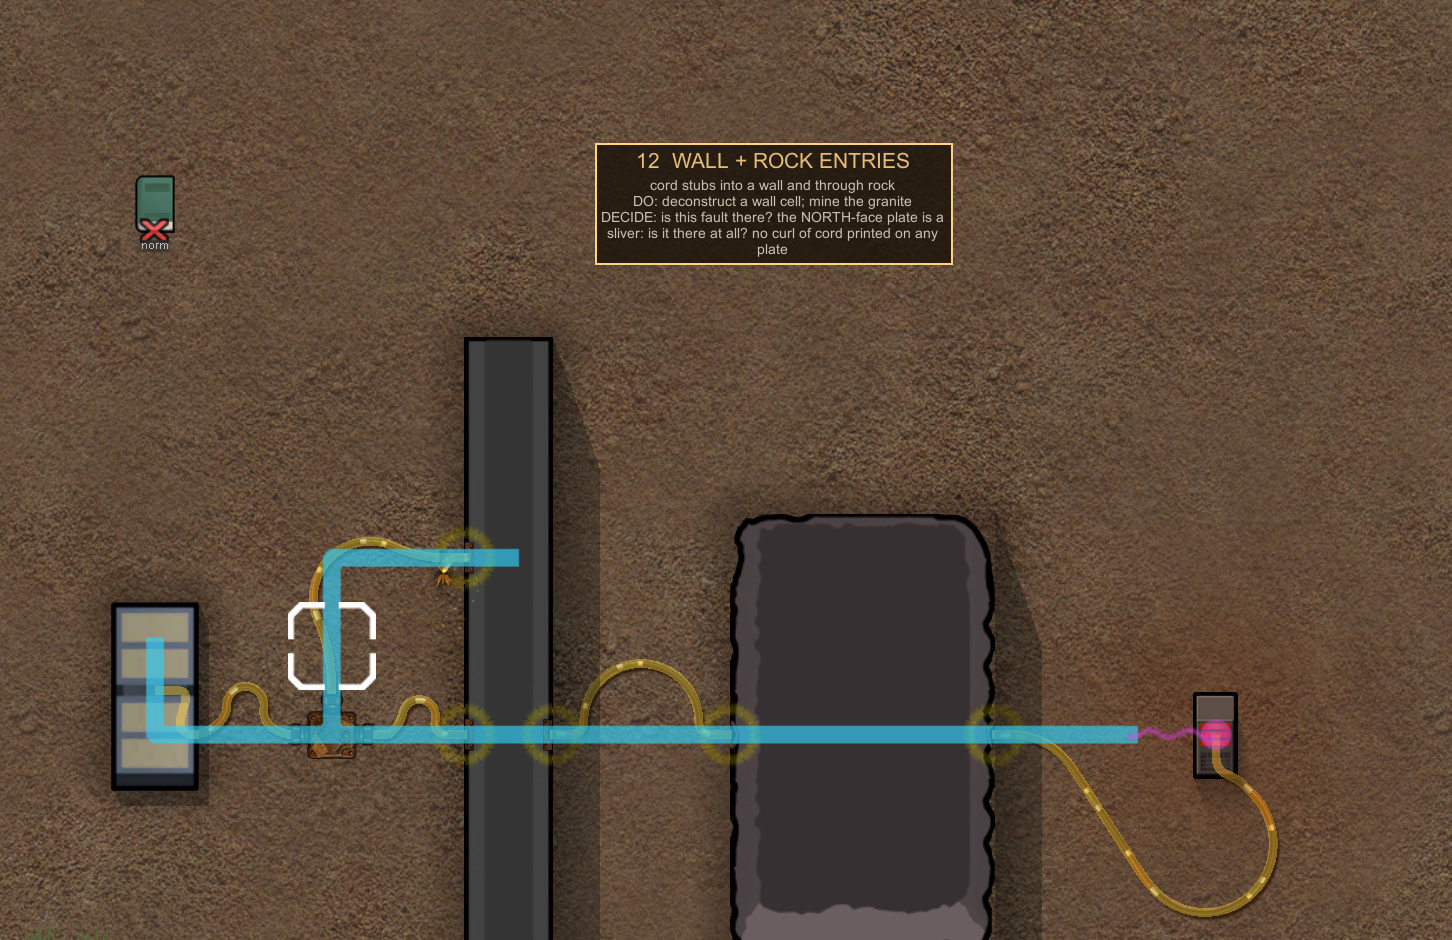 12 WALL + ROCK ENTRIES
cord stubs into a wall and through rock
DO: deconstruct a wall cell; mine the granite
DECIDE: is this fault there? the NORTH-face plate is a
sliver: is it there at all? no curl of cord printed on any
plate
norm